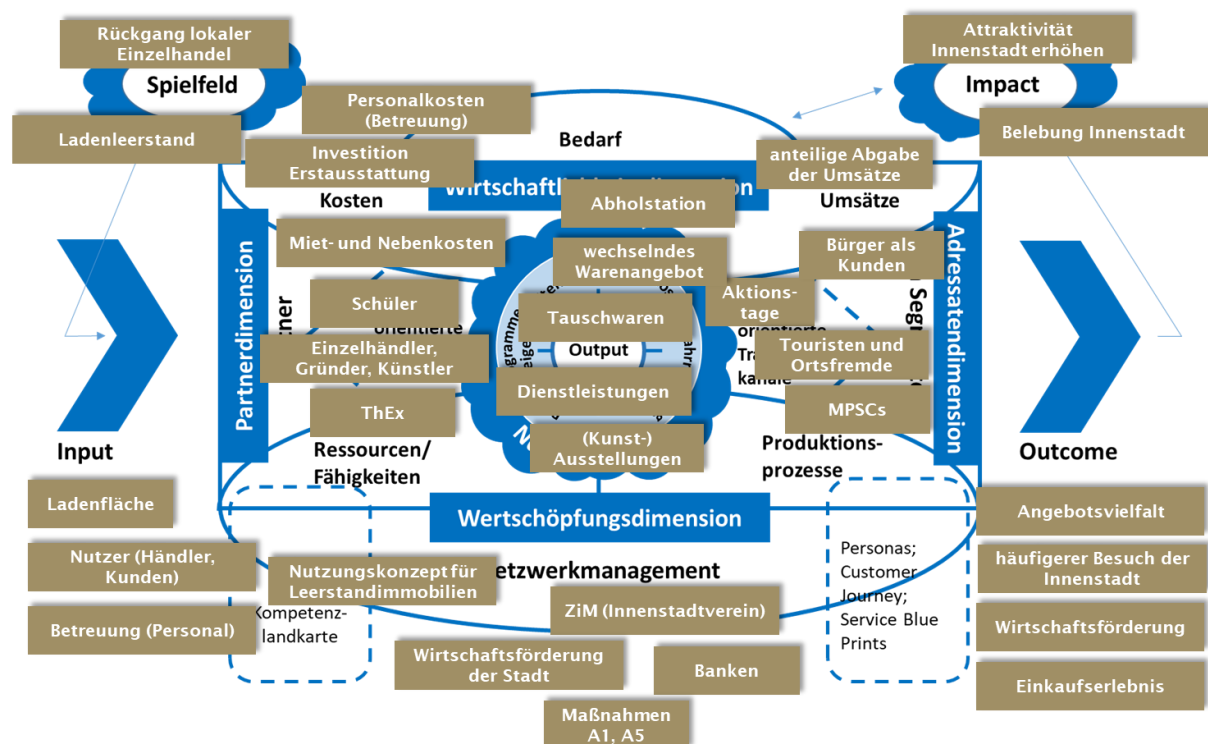 Rückgang lokaler
Einzelhandel
Spielfeld
Attraktivität
Innenstadt erhöhen
Impact
Personalkosten
(Betreuung)
Ladenleerstand
Bedarf
Belebung Innenstadt
Investition
Erstausstattung
anteilige Abgabe
der Umsätze
Kosten
Abholstation
Umsätze
Miet- und Nebenkosten
wechselndes
Warenangebot
Bürger als
Kunden
Partnerdimension
Adressatendimension
Schüler
Aktions-
tage
orientierte
Tauschwaren
orientierte
Einzelhändler,
Gründer, Künstler
Output
Touristen und
Ortsfremde
Dienstleistungen
ThEx
MPSCs
Input
Ressourcen/
Fähigkeiten
(Kunst-)
Ausstellungen
Produktions-
prozesse
Outcome
Ladenfläche
Wertschöpfungsdimension
Angebotsvielfalt
Nutzer (Händler,
Kunden)
Nutzungskonzept für
Leerstandimmobilien
Personas;
Customer
Journey;
Service Blue
Prints
häufigerer Besuch der
Innenstadt
Betreuung (Personal)
landkarte
ZiM (Innenstadtverein)
Wirtschaftsförderung
Wirtschaftsförderung
der Stadt
Banken
Einkaufserlebnis
Maßnahmen
A1, A5